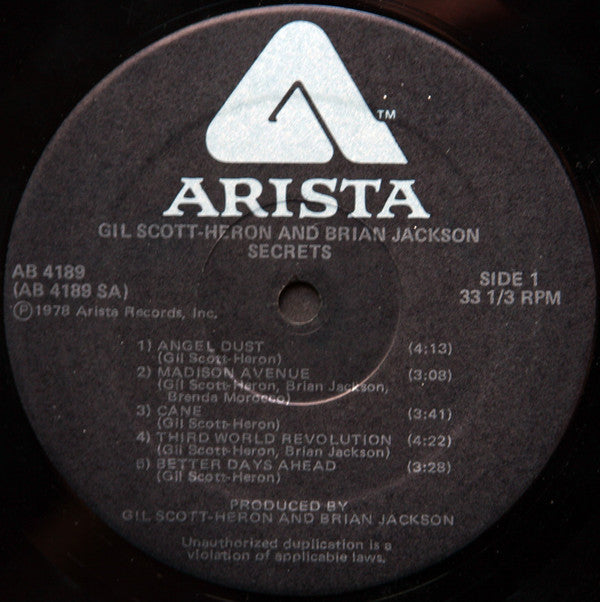 TM
ARISTA
GIL SCOTT-HERON AND BRIAN JACKSON
SECRETS
AB 4189
(AB 4189 SA)
℗1978 Arista Records, Inc.
SIDE 1
33 1/3 RPM
1) ANGEL DUST (4:13)
(Gil Scott-Heron)
2) MADISON AVENUE (3:08)
(Gil Scott-Heron, Brian Jackson,
Brenda Morocco)
3) CANE (3:41)
(Gil Scott-Heron)
4) THIRD WORLD REVOLUTION (4:22)
(Gil Scott-Heron, Brian Jackson)
5) BETTER DAYS AHEAD (3:28)
(Gil Scott-Heron)
PRODUCED BY
GIL SCOTT-HERON AND BRIAN JACKSON
Unauthorized duplication is a
violation of applicable laws.